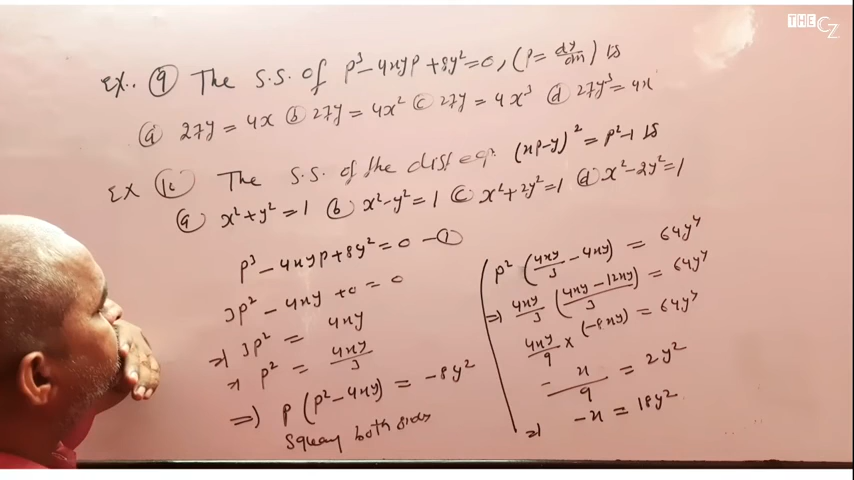 THE CZ
Ex.. ⑨ The S.S. of p³-4xyp+8y²=0, (p= dy/dx) is
ⓐ 27y=4x ⓑ 27y=4x² ⓒ 27y=4x³ ⓓ 27y³=4x
Ex ⑩ The S.S. of the diff eqn. (xp-y)²=p²-1 is
ⓐ x²+y²=1 ⓑ x²-y²=1 ⓒ x²+2y²=1 ⓓ x²-2y²=1
p³-4xyp+8y²=0 -①
3p²-4xy+0=0
⇒ 3p² = 4xy
⇒ p² = 4xy/3
⇒) p(p²-4xy) = -8y²
Squary both sides
p² (4xy/3 - 4xy) = 64y⁴
⇒) 4xy/3 (4xy-12xy/3) = 64y⁴
4xy/9 × (-8xy) = 64y⁴
- x/9 = 2y²
⇒) -x = 18y²